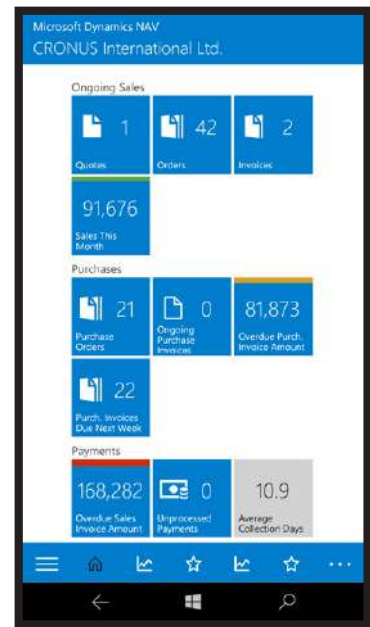 Microsoft Dynamics NAV
CRONUS International Ltd.
Ongoing Sales
1
Quotes
42
Orders
2
Invoices
91,676
Sales This
Month
Purchases
21
Purchase
Orders
0
Ongoing
Purchase
Invoices
81,873
Overdue Purch.
Invoice Amount
22
Purch. Invoices
Due Next Week
Payments
168,282
Overdue Sales
Invoice Amount
0
Unprocessed
Payments
10.9
Average
Collection Days